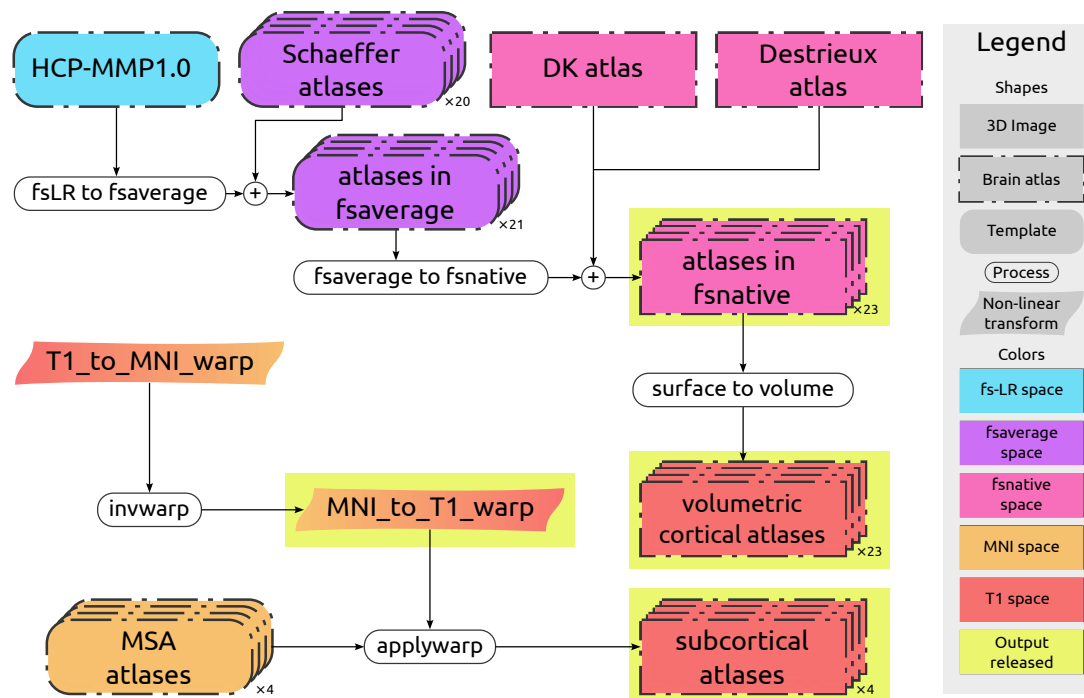 HCP-MMP1.0
Schaeffer
atlases
×20
DK atlas
Destrieux
atlas
fsLR to fsaverage
+
atlases in
fsaverage
×21
fsaverage to fsnative
+
atlases in
fsnative
×23
T1_to_MNI_warp
surface to volume
invwarp
MNI_to_T1_warp
volumetric
cortical atlases
×23
MSA
atlases
×4
applywarp
subcortical
atlases
×4
Legend
Shapes
3D Image
Brain atlas
Template
Process
Non-linear
transform
Colors
fs-LR space
fsaverage
space
fsnative
space
MNI space
T1 space
Output
released